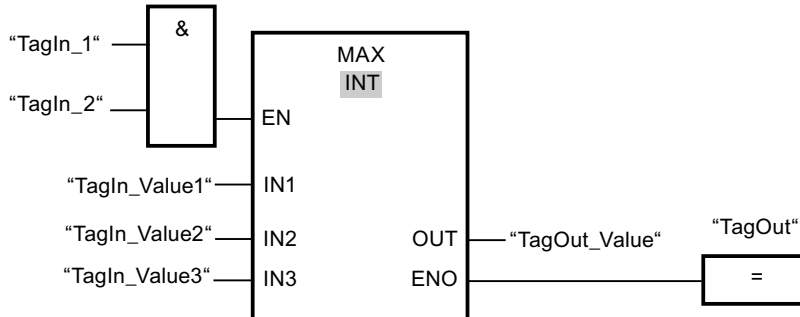 &
“TagIn_1“
“TagIn_2“
MAX
INT
EN
“TagIn_Value1“ IN1
“TagIn_Value2“ IN2 OUT “TagOut_Value“ “TagOut“
“TagIn_Value3“ IN3 ENO =